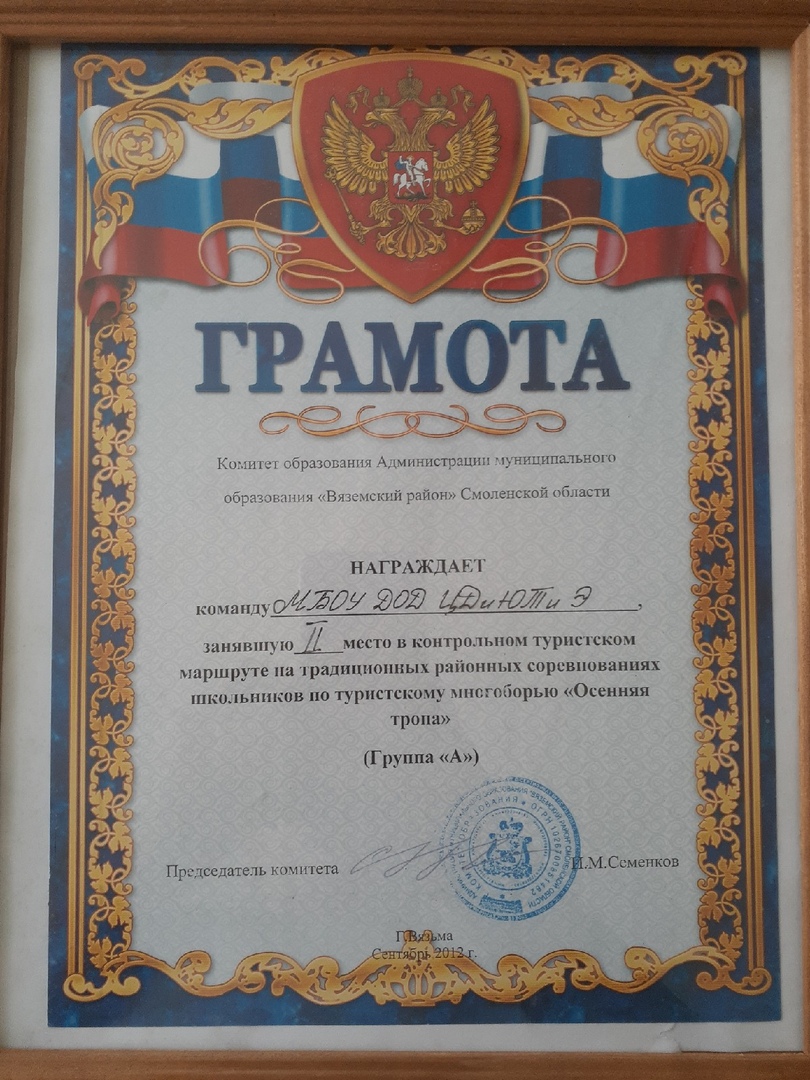 ГРАМОТА
Комитет образования Администрации муниципального
образования «Вяземский район» Смоленской области
НАГРАЖДАЕТ
команду МБОУ ДОД ЦДиЮТиЭ,
занявшую II место в контрольном туристском
маршруте на традиционных районных соревнованиях
школьников по туристскому многоборью «Осенняя
тропа»
(Группа «А»)
Председатель комитета И.М.Семенков
Г.Вязьма
Сентябрь 2012 г.